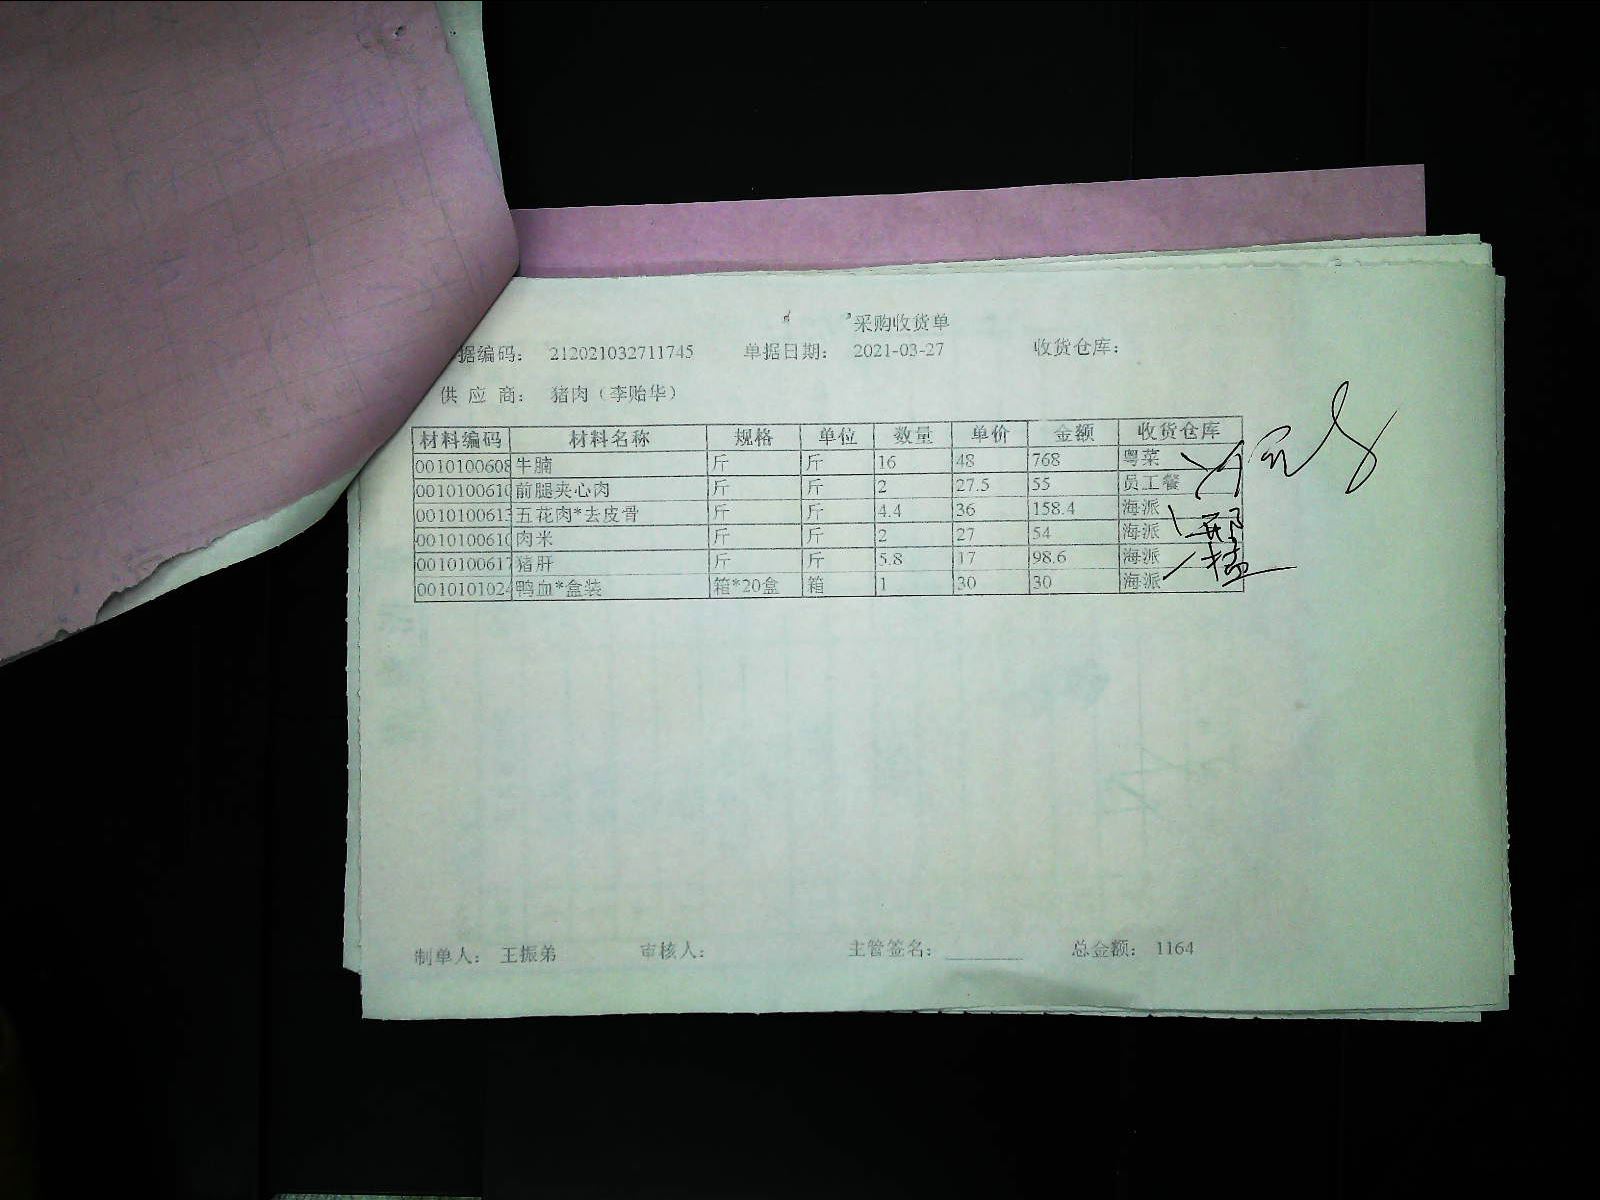 采购收货单
据编码： 212021032711745 单据日期： 2021-03-27 收货仓库：
供 应 商： 猪肉（李贻华）
材料编码 材料名称 规格 单位 数量 单价 金额 收货仓库
0010100608 牛腩 斤 斤 16 48 768 粤菜
0010100610 前腿夹心肉 斤 斤 2 27.5 55 员工餐
0010100613 五花肉*去皮骨 斤 斤 4.4 36 158.4 海派
0010100610 肉米 斤 斤 2 27 54 海派
0010100617 猪肝 斤 斤 5.8 17 98.6 海派
0010101024 鸭血*盒装 箱*20盒 箱 1 30 30 海派
制单人： 王振弟 审核人： 主管签名： 总金额： 1164